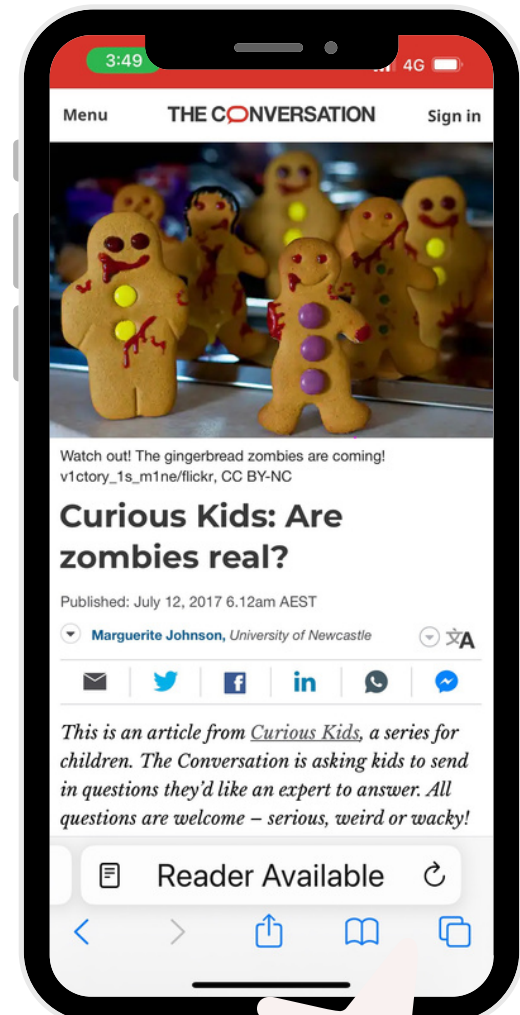 3:49
4G
Menu
THE CONVERSATION
Sign in
Watch out! The gingerbread zombies are coming!
v1ctory_1s_m1ne/flickr, CC BY-NC
Curious Kids: Are
zombies real?
Published: July 12, 2017 6.12am AEST
Marguerite Johnson, University of Newcastle
文A
This is an article from Curious Kids, a series for
children. The Conversation is asking kids to send
in questions they’d like an expert to answer. All
questions are welcome – serious, weird or wacky!
Reader Available